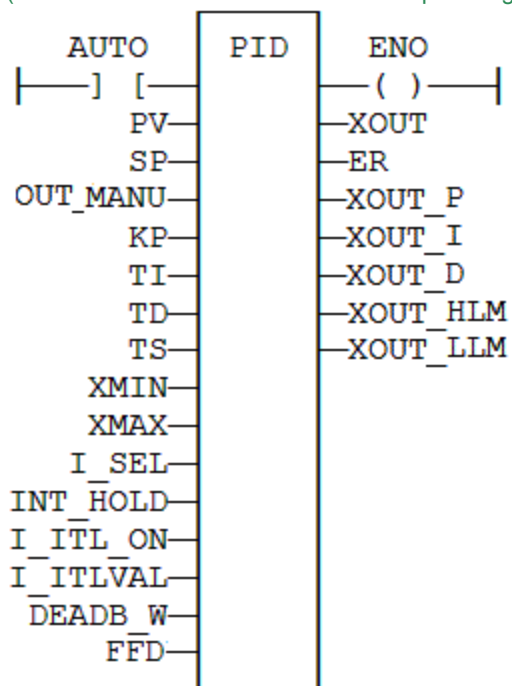 AUTO PID ENO
] [ ( )
PV XOUT
SP ER
OUT_MANU XOUT_P
KP XOUT_I
TI XOUT_D
TD XOUT_HLM
TS XOUT_LLM
XMIN
XMAX
I_SEL
INT_HOLD
I_ITL_ON
I_ITLVAL
DEADB_W
FFD